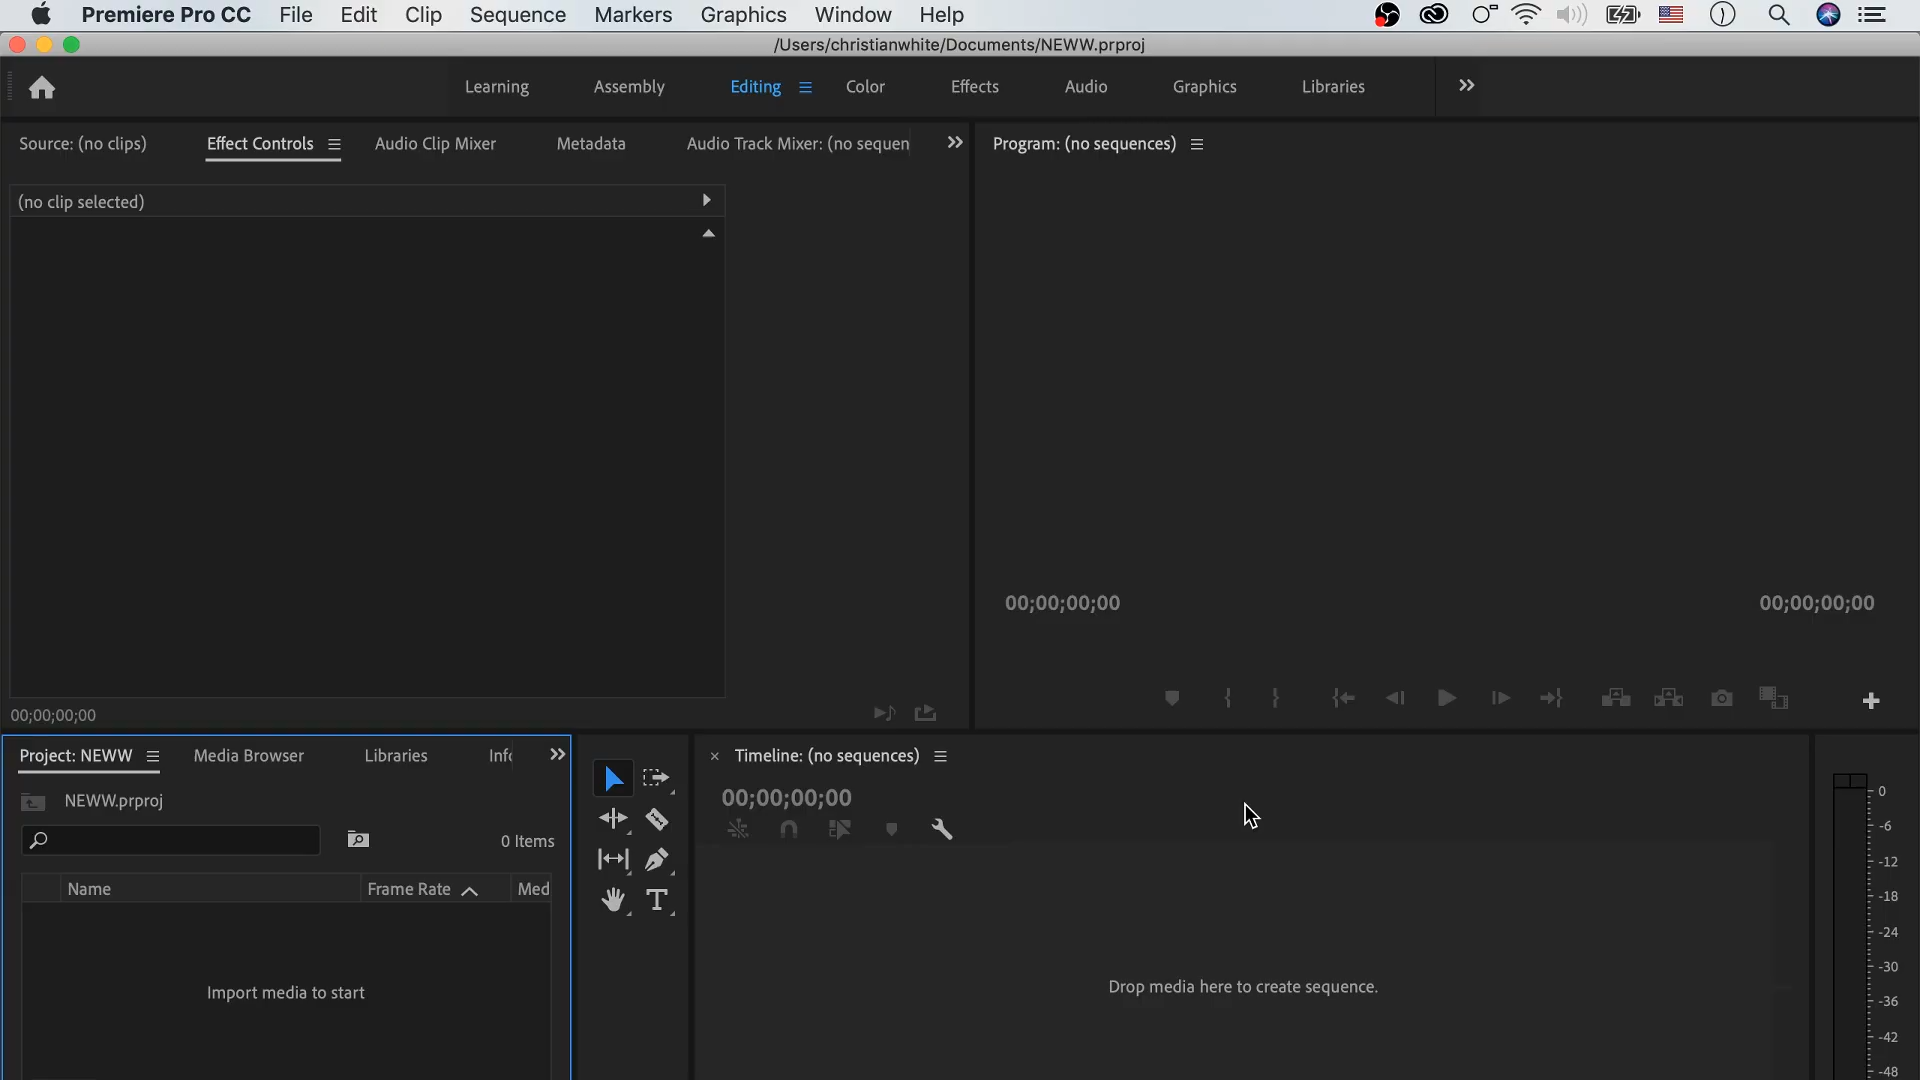 Premiere Pro CC File Edit Clip Sequence Markers Graphics Window Help
/Users/christianwhite/Documents/NEWW.prproj
Learning Assembly Editing Color Effects Audio Graphics Libraries
Source: (no clips) Effect Controls Audio Clip Mixer Metadata Audio Track Mixer: (no sequen
Program: (no sequences)
(no clip selected)
00;00;00;00 00;00;00;00
00;00;00;00
Project: NEWW Media Browser Libraries Info
Timeline: (no sequences)
NEWW.prproj
00;00;00;00
0 Items
Name Frame Rate Med
Import media to start
Drop media here to create sequence.
0
-6
-12
-18
-24
-30
-36
-42
-48